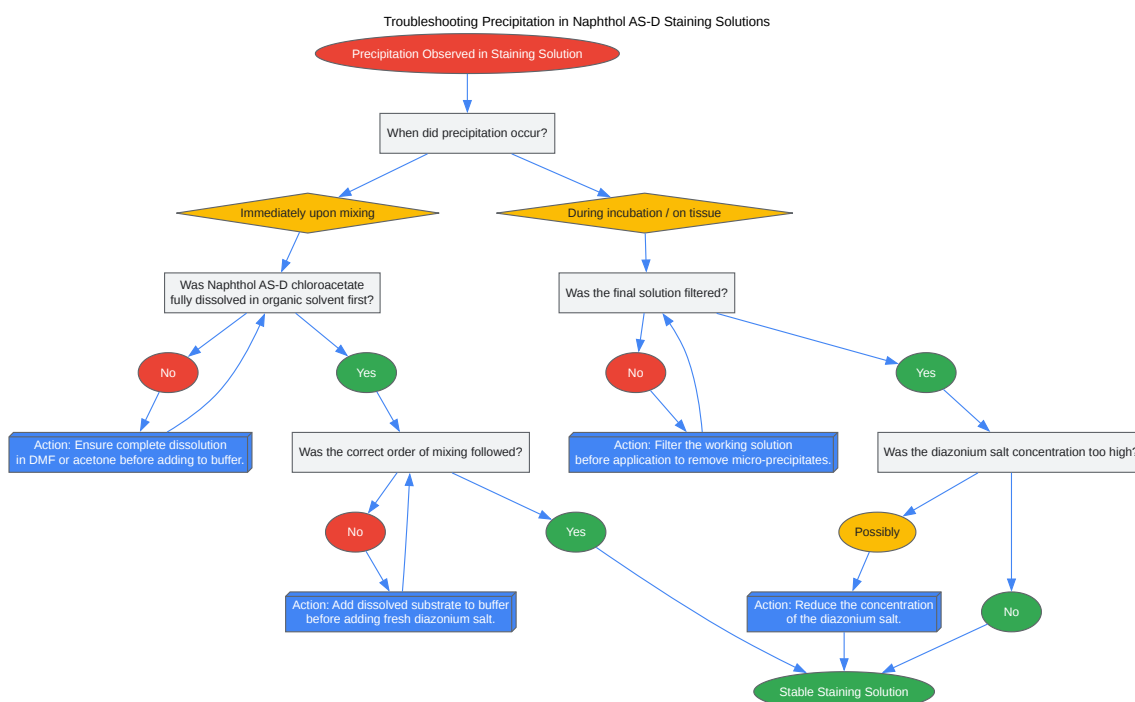 Troubleshooting Precipitation in Naphthol AS-D Staining Solutions
Precipitation Observed in Staining Solution
When did precipitation occur?
Immediately upon mixing
During incubation / on tissue
Was Naphthol AS-D chloroacetate
fully dissolved in organic solvent first?
Was the final solution filtered?
No
Yes
No
Yes
Action: Ensure complete dissolution
in DMF or acetone before adding to buffer.
Was the correct order of mixing followed?
Action: Filter the working solution
before application to remove micro-precipitates.
Was the diazonium salt concentration too high?
No
Yes
Possibly
Action: Add dissolved substrate to buffer
before adding fresh diazonium salt.
Action: Reduce the concentration
of the diazonium salt.
No
Stable Staining Solution